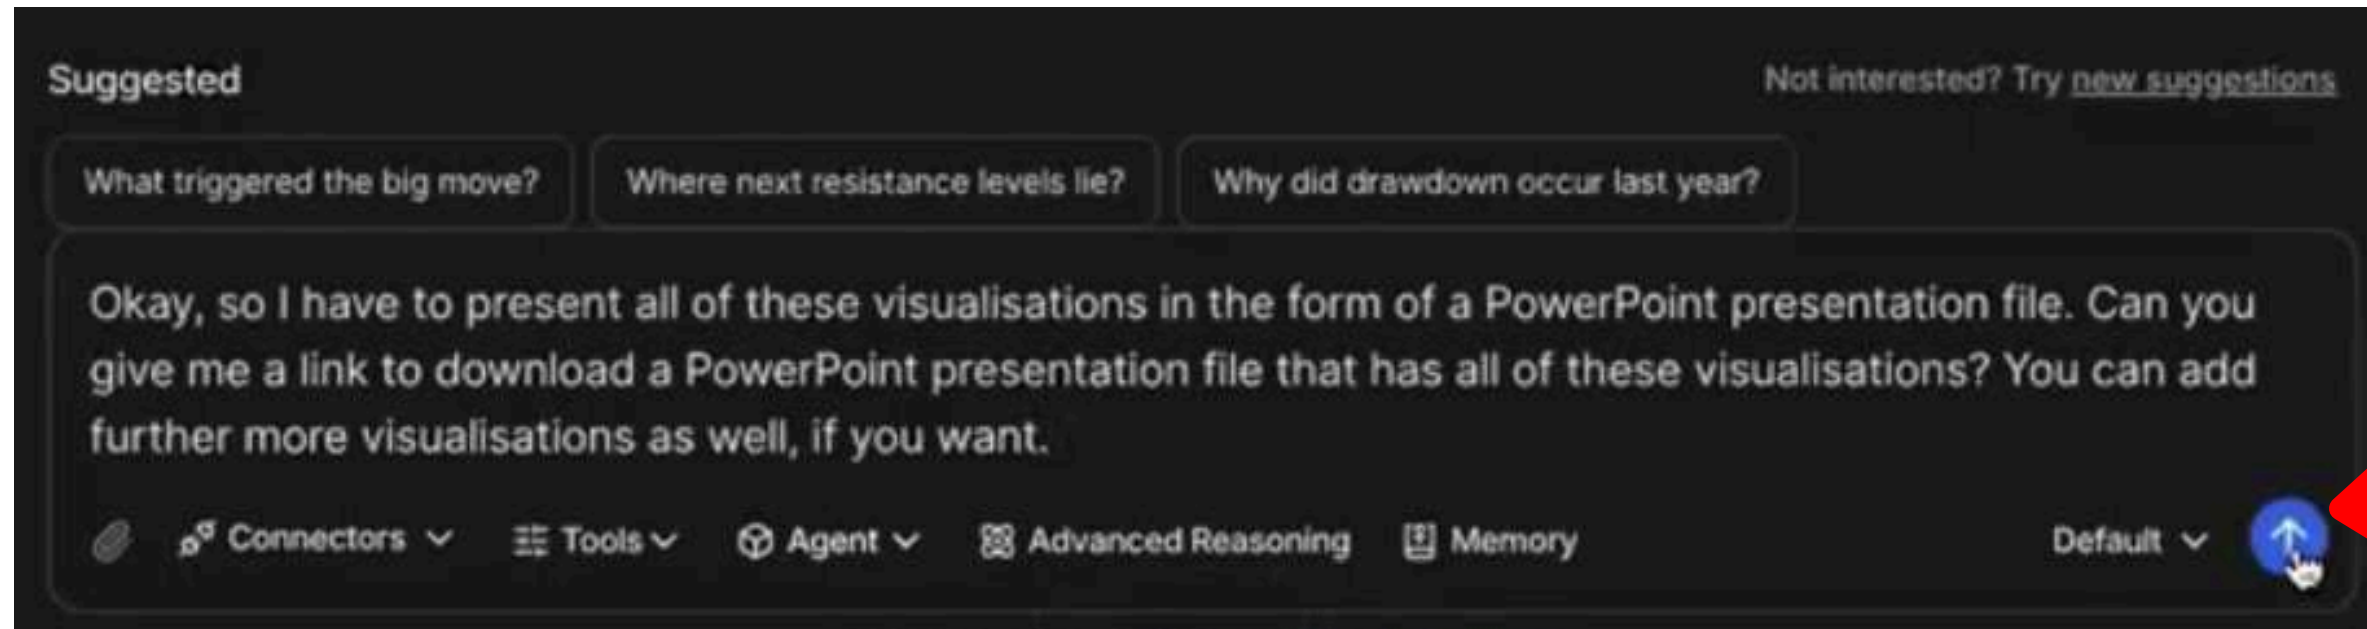 Suggested
Not interested? Try new suggestions
What triggered the big move?
Where next resistance levels lie?
Why did drawdown occur last year?
Okay, so I have to present all of these visualisations in the form of a PowerPoint presentation file. Can you
give me a link to download a PowerPoint presentation file that has all of these visualisations? You can add
further more visualisations as well, if you want.
Connectors
Tools
Agent
Advanced Reasoning
Memory
Default